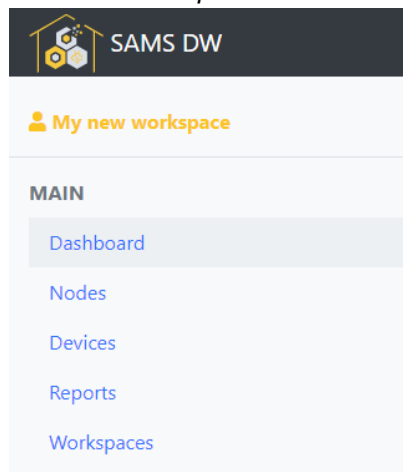 SAMS DW
My new workspace
MAIN
Dashboard
Nodes
Devices
Reports
Workspaces